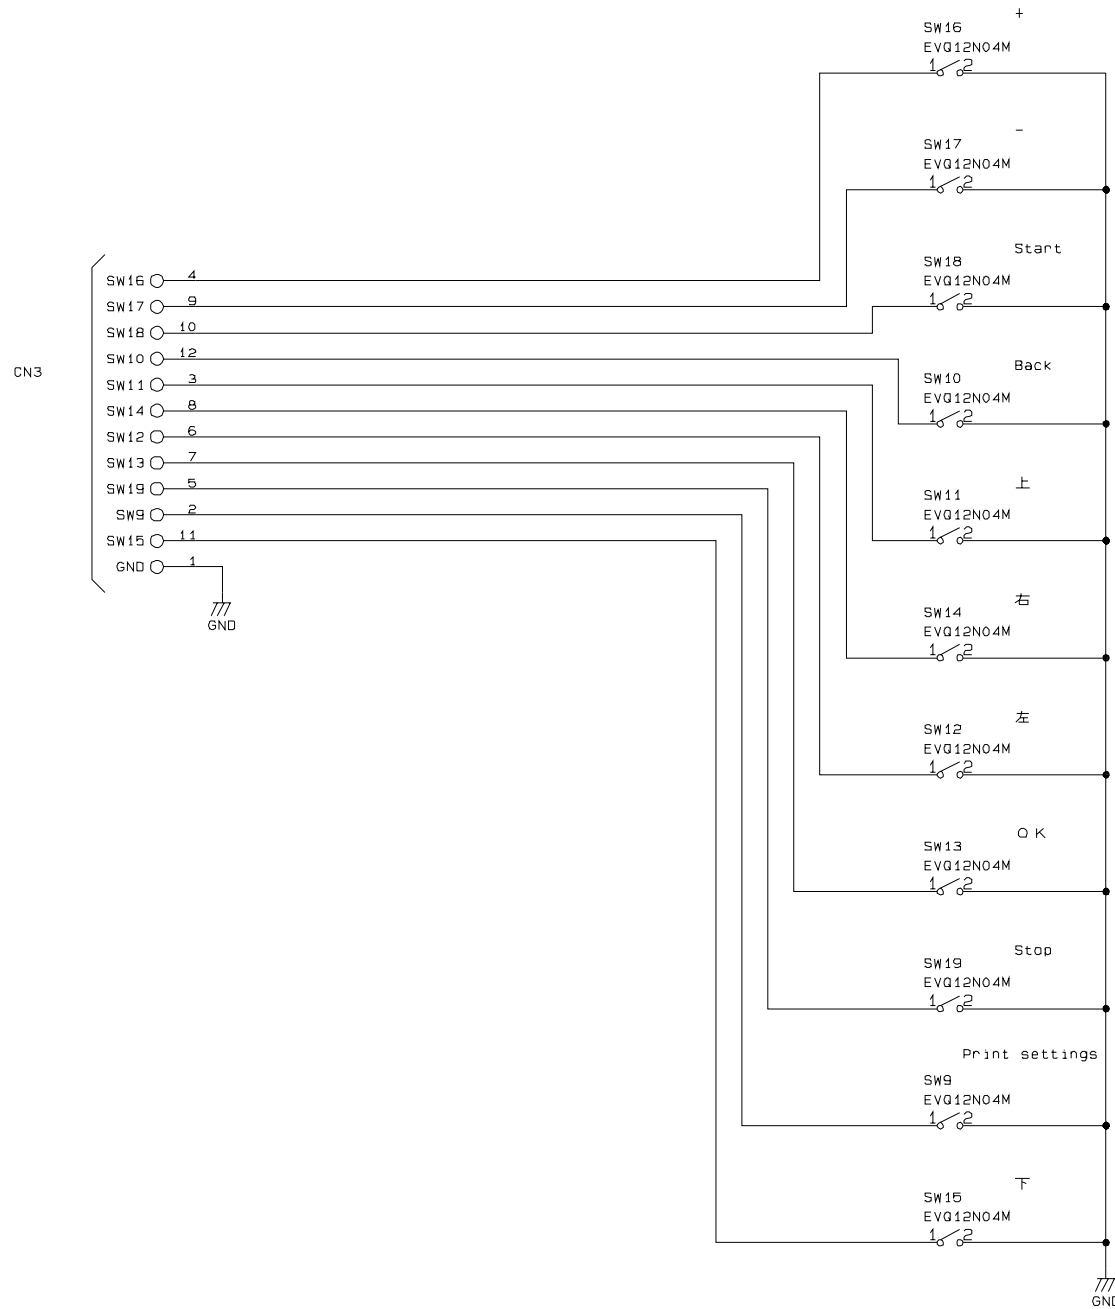 +
SW16
EVQ12N04M
1 2
-
SW17
EVQ12N04M
1 2
Start
SW18
EVQ12N04M
1 2
Back
SW10
EVQ12N04M
1 2
上
SW11
EVQ12N04M
1 2
右
SW14
EVQ12N04M
1 2
左
SW12
EVQ12N04M
1 2
OK
SW13
EVQ12N04M
1 2
Stop
SW19
EVQ12N04M
1 2
Print settings
SW9
EVQ12N04M
1 2
下
SW15
EVQ12N04M
1 2
GND
CN3
SW16 4
SW17 9
SW18 10
SW10 12
SW11 3
SW14 8
SW12 6
SW13 7
SW19 5
SW9 2
SW15 11
GND 1
GND